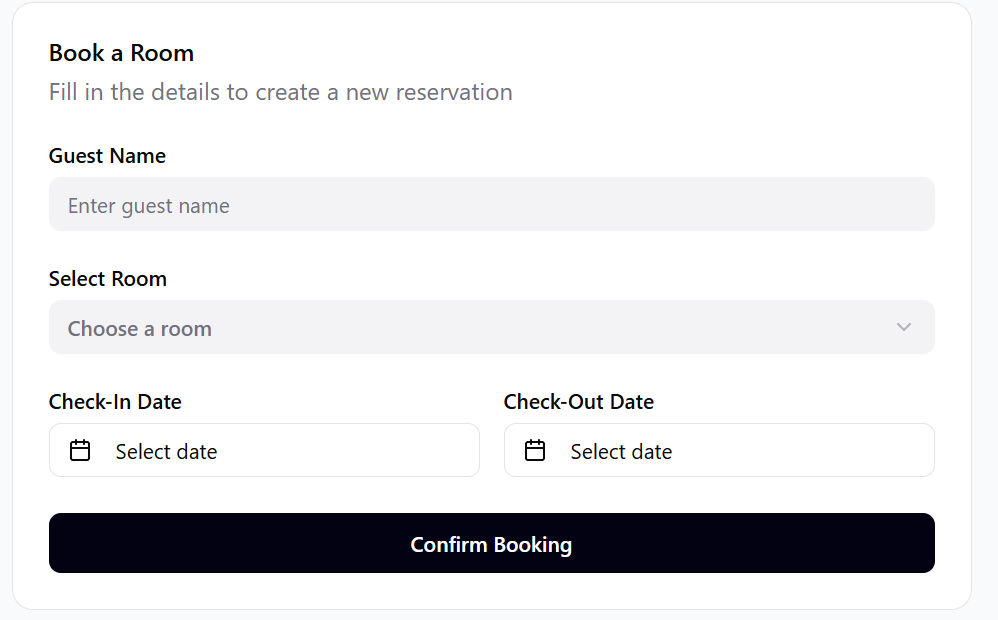 Book a Room
Fill in the details to create a new reservation
Guest Name
Enter guest name
Select Room
Choose a room
Check-In Date
Check-Out Date
Select date
Select date
Confirm Booking